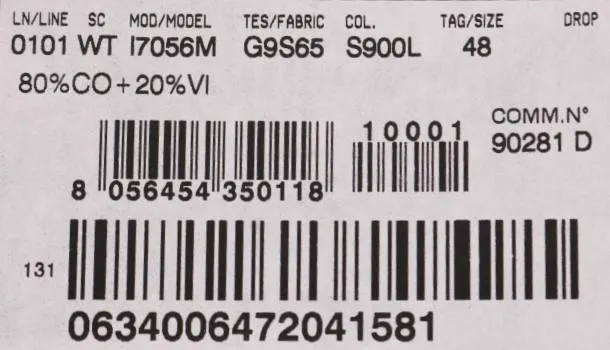 LN/LINE SC MOD/MODEL TES/FABRIC COL. TAG/SIZE DROP
0101 WT I7056M G9S65 S900L 48
80%CO+20%VI
COMM.N°
90281 D
10001
8 056454 350118
131
0634006472041581